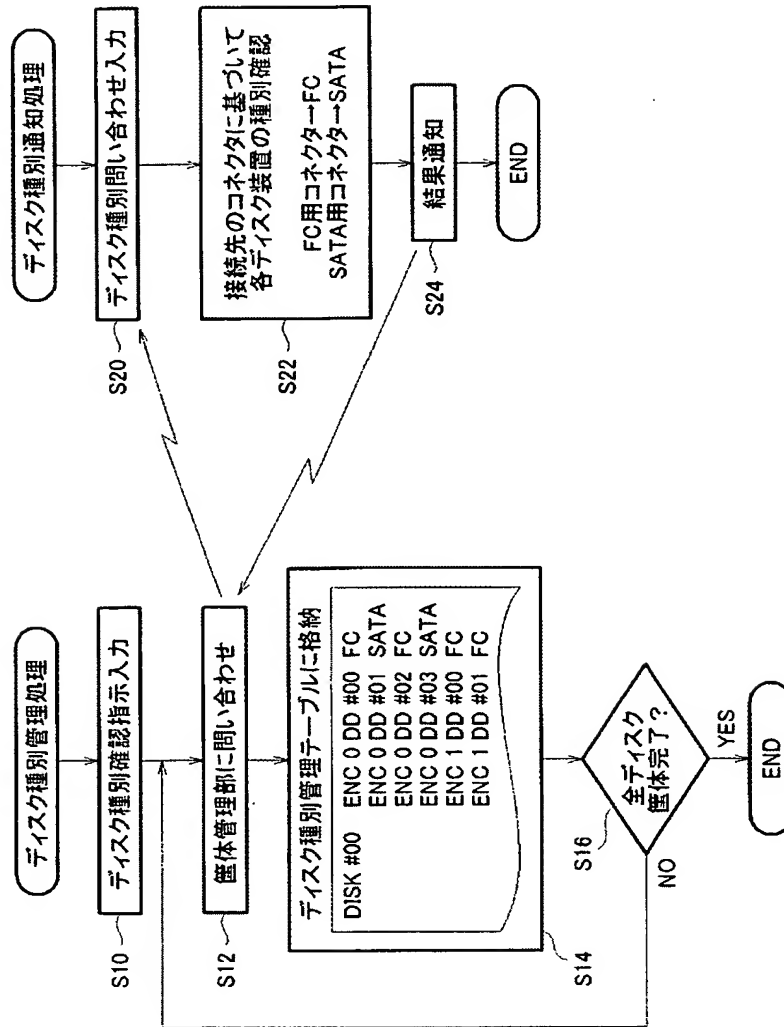 ディスク種別管理処理
S10
ディスク種別確認指示入力
S12
筐体管理部に問い合わせ
S14
ディスク種別管理テーブルに格納
DISK #00 ENC 0 DD #00 FC
ENC 0 DD #01 SATA
ENC 0 DD #02 FC
ENC 0 DD #03 SATA
ENC 1 DD #00 FC
ENC 1 DD #01 FC
S16
全ディスク
筐体完了?
NO
YES
END
ディスク種別通知処理
S20
ディスク種別問い合わせ入力
S22
接続先のコネクタに基づいて
各ディスク装置の種別確認
FC用コネクター→FC
SATA用コネクター→SATA
S24
結果通知
END